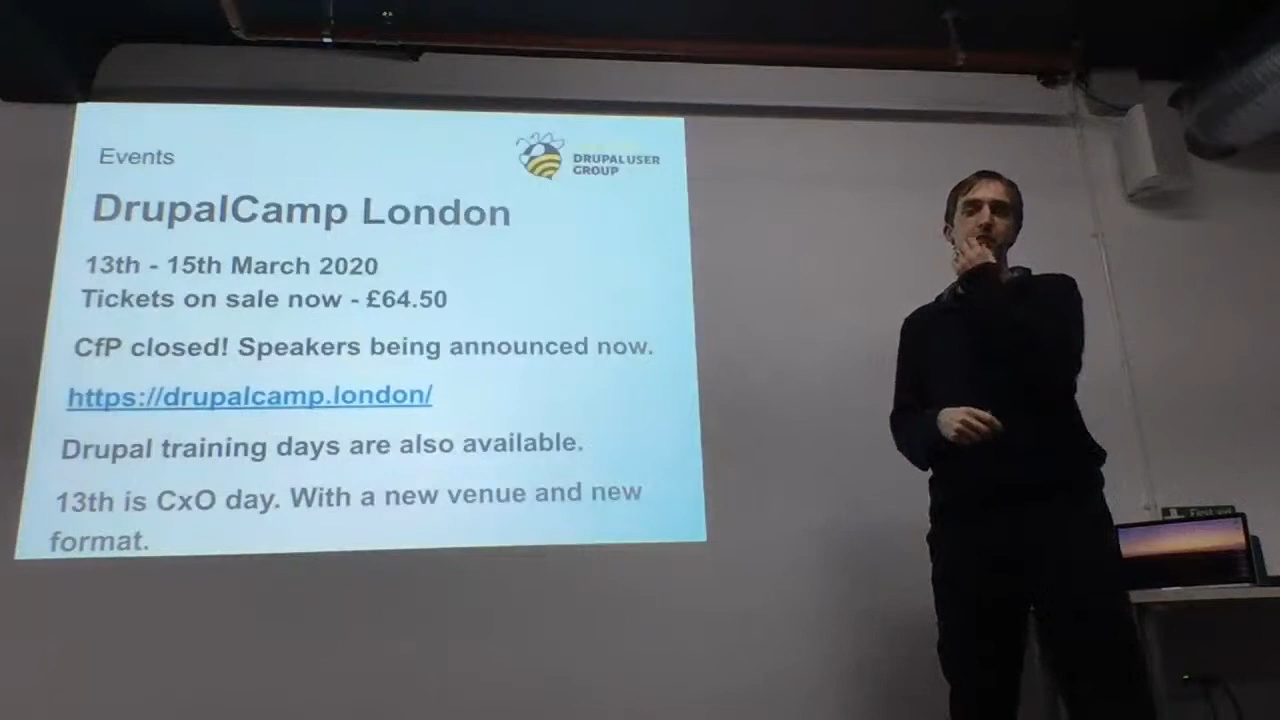 Events
DRUPAL USER
GROUP
DrupalCamp London
13th - 15th March 2020
Tickets on sale now - £64.50
CfP closed! Speakers being announced now.
https://drupalcamp.london/
Drupal training days are also available.
13th is CxO day. With a new venue and new
format.
First aid